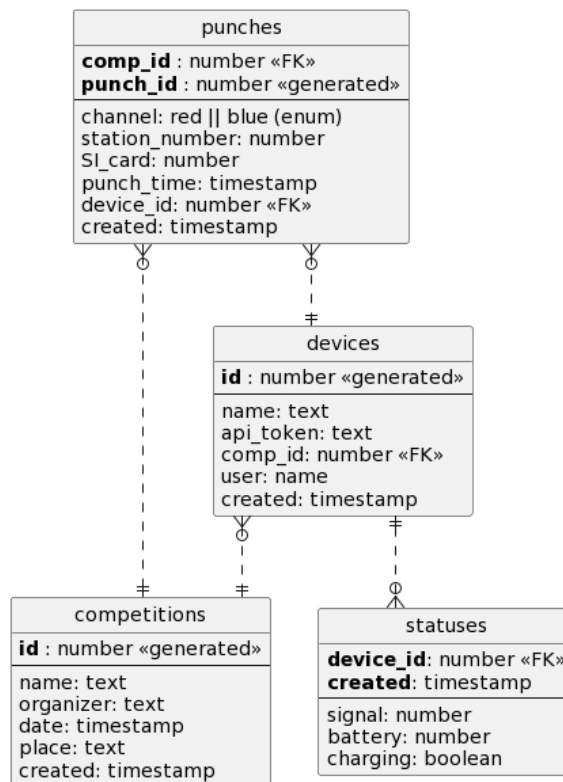 punches
comp_id : number «FK»
punch_id : number «generated»
channel: red || blue (enum)
station_number: number
SI_card: number
punch_time: timestamp
device_id: number «FK»
created: timestamp
devices
id : number «generated»
name: text
api_token: text
comp_id: number «FK»
user: name
created: timestamp
competitions
id : number «generated»
name: text
organizer: text
date: timestamp
place: text
created: timestamp
statuses
device_id: number «FK»
created: timestamp
signal: number
battery: number
charging: boolean